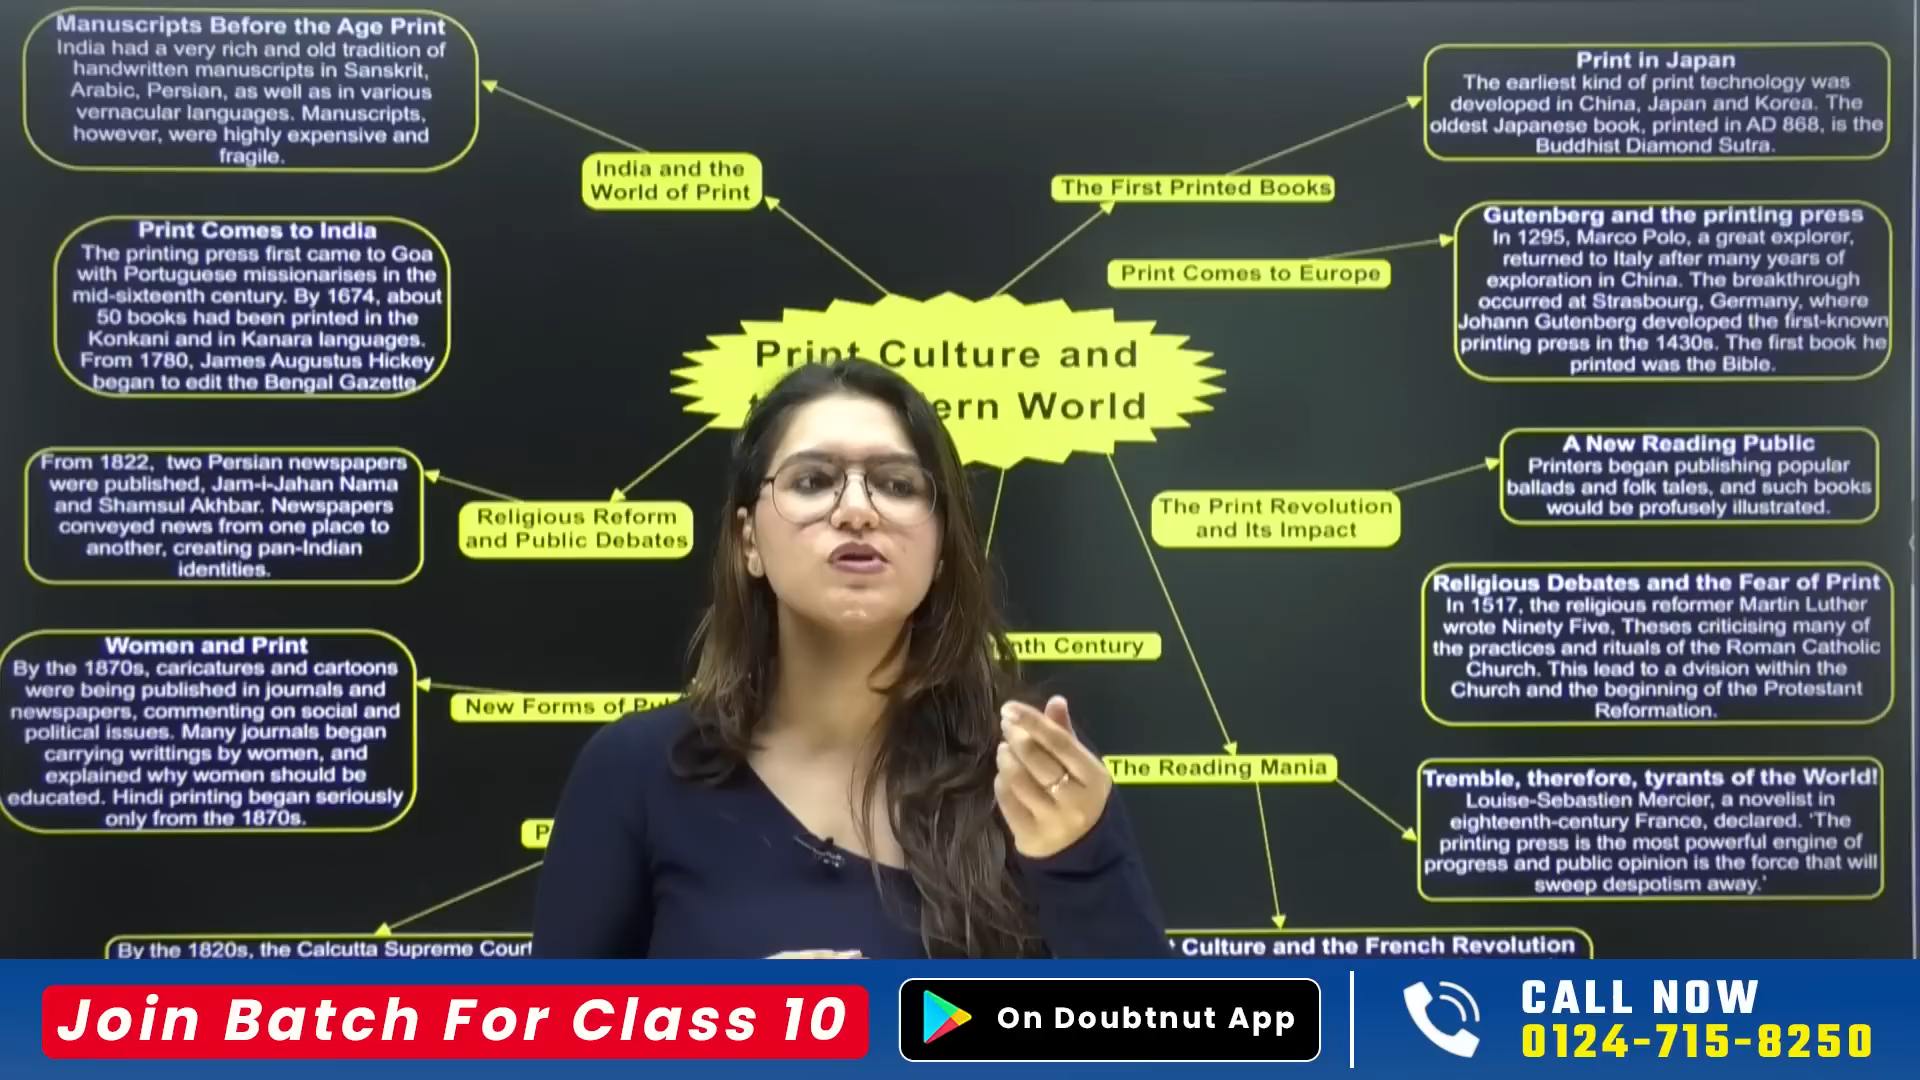 Manuscripts Before the Age Print
India had a very rich and old tradition of
handwritten manuscripts in Sanskrit,
Arabic, Persian, as well as in various
vernacular languages. Manuscripts,
however, were highly expensive and
fragile.
India and the
World of Print
Print Comes to India
The printing press first came to Goa
with Portuguese missionarises in the
mid-sixteenth century. By 1674, about
50 books had been printed in the
Konkani and in Kanara languages.
From 1780, James Augustus Hickey
began to edit the Bengal Gazette
From 1822, two Persian newspapers
were published, Jam-i-Jahan Nama
and Shamsul Akhbar. Newspapers
conveyed news from one place to
another, creating pan-Indian
identities.
Religious Reform
and Public Debates
Women and Print
By the 1870s, caricatures and cartoons
were being published in journals and
newspapers, commenting on social and
political issues. Many journals began
carrying writtings by women, and
explained why women should be
educated. Hindi printing began seriously
only from the 1870s.
New Forms of
By the 1820s, the Calcutta Supreme Court
Print Culture and
ern World
Print in Japan
The earliest kind of print technology was
developed in China, Japan and Korea. The
oldest Japanese book, printed in AD 868, is the
Buddhist Diamond Sutra.
The First Printed Books
Gutenberg and the printing press
In 1295, Marco Polo, a great explorer,
returned to Italy after many years of
exploration in China. The breakthrough
occurred at Strasbourg, Germany, where
Johann Gutenberg developed the first-known
printing press in the 1430s. The first book he
printed was the Bible.
Print Comes to Europe
A New Reading Public
Printers began publishing popular
ballads and folk tales, and such books
would be profusely illustrated.
The Print Revolution
and Its Impact
Religious Debates and the Fear of Print
In 1517, the religious reformer Martin Luther
wrote Ninety Five, Theses criticising many of
the practices and rituals of the Roman Catholic
Church. This lead to a dvision within the
Church and the beginning of the Protestant
Reformation.
nth Century
The Reading Mania
Tremble, therefore, tyrants of the World!
Louise-Sebastien Mercier, a novelist in
eighteenth-century France, declared. 'The
printing press is the most powerful engine of
progress and public opinion is the force that will
sweep despotism away.'
Culture and the French Revolution
Join Batch For Class 10
On Doubtnut App
CALL NOW
0124-715-8250